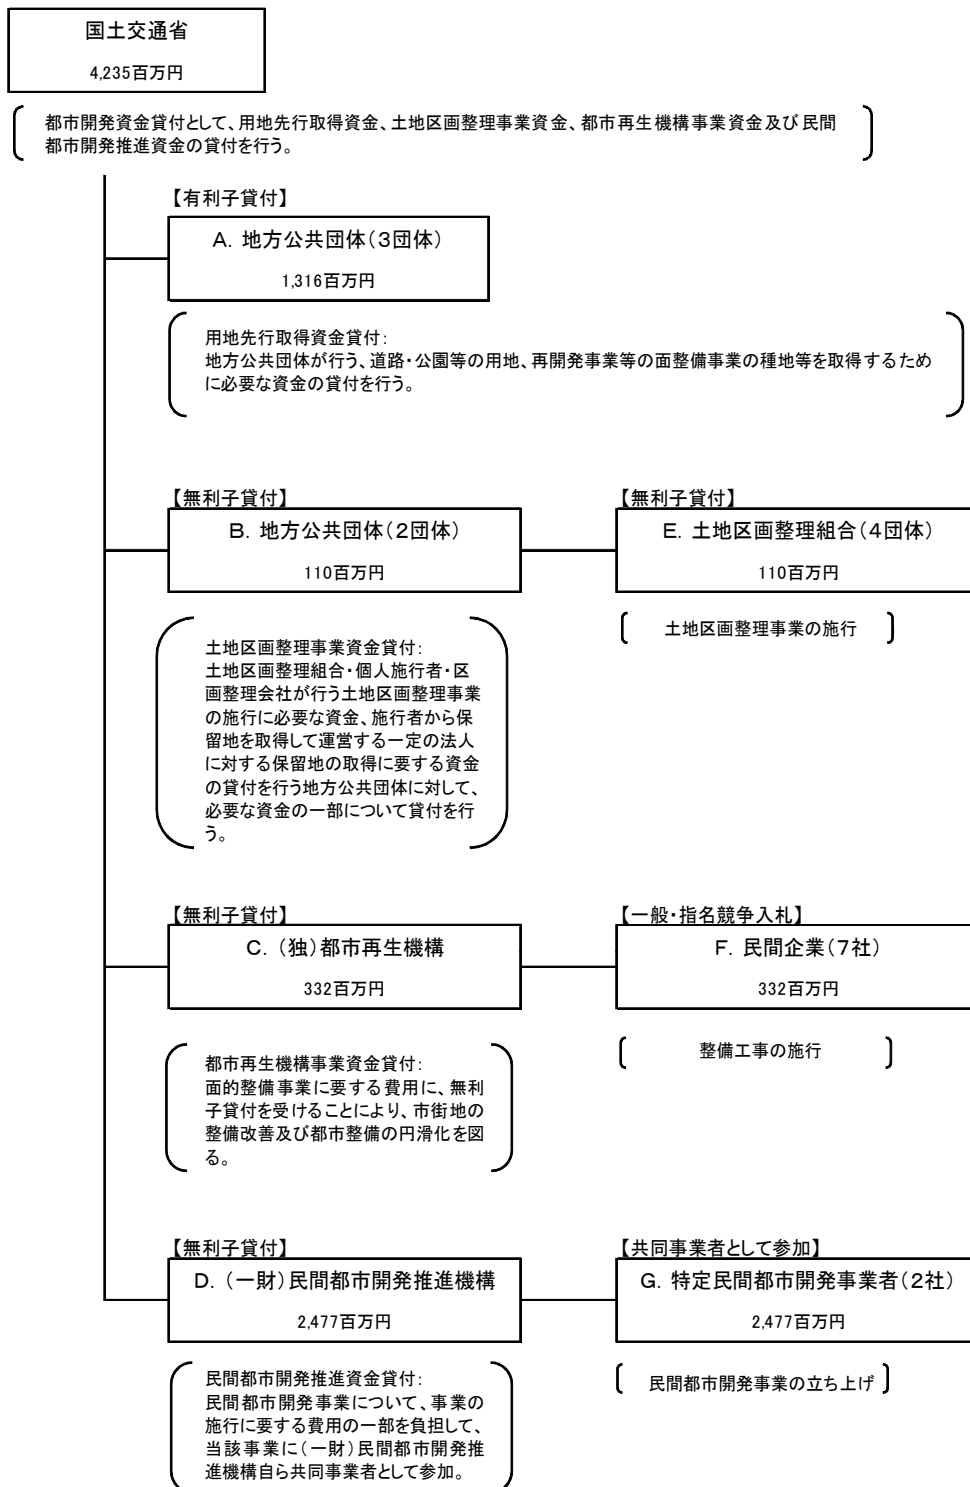 国土交通省
4,235百万円
都市開発資金貸付として、用地先行取得資金、土地区画整理事業資金、都市再生機構事業資金及び民間
都市開発推進資金の貸付を行う。
【有利子貸付】
A. 地方公共団体（3団体）
1,316百万円
用地先行取得資金貸付：
地方公共団体が行う、道路・公園等の用地、再開発事業等の面整備事業の種地等を取得するため
に必要な資金の貸付を行う。
【無利子貸付】
B. 地方公共団体（2団体）
110百万円
【無利子貸付】
E. 土地区画整理組合（4団体）
110百万円
土地区画整理事業の施行
土地区画整理事業資金貸付：
土地区画整理組合・個人施行者・区
画整理会社が行う土地区画整理事業
の施行に必要な資金、施行者から保
留地を取得して運営する一定の法人
に対する保留地の取得に要する資金
の貸付を行う地方公共団体に対して、
必要な資金の一部について貸付を行
う。
【無利子貸付】
C. （独）都市再生機構
332百万円
【一般・指名競争入札】
F. 民間企業（7社）
332百万円
整備工事の施行
都市再生機構事業資金貸付：
面的整備事業に要する費用に、無利
子貸付を受けることにより、市街地の
整備改善及び都市整備の円滑化を図
る。
【無利子貸付】
D. （一財）民間都市開発推進機構
2,477百万円
【共同事業者として参加】
G. 特定民間都市開発事業者（2社）
2,477百万円
民間都市開発事業の立ち上げ
民間都市開発推進資金貸付：
民間都市開発事業について、事業の
施行に要する費用の一部を負担して、
当該事業に（一財）民間都市開発推
進機構自ら共同事業者として参加。